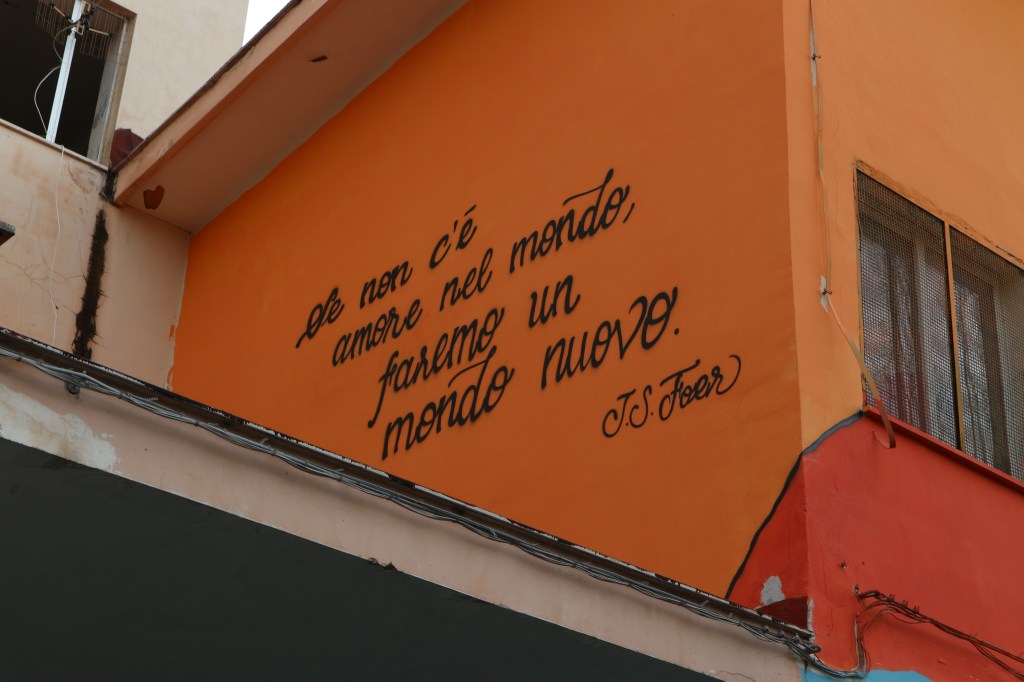 Se non c'é
amore nel mondo,
faremo un
mondo nuovo.
J.S. Foer